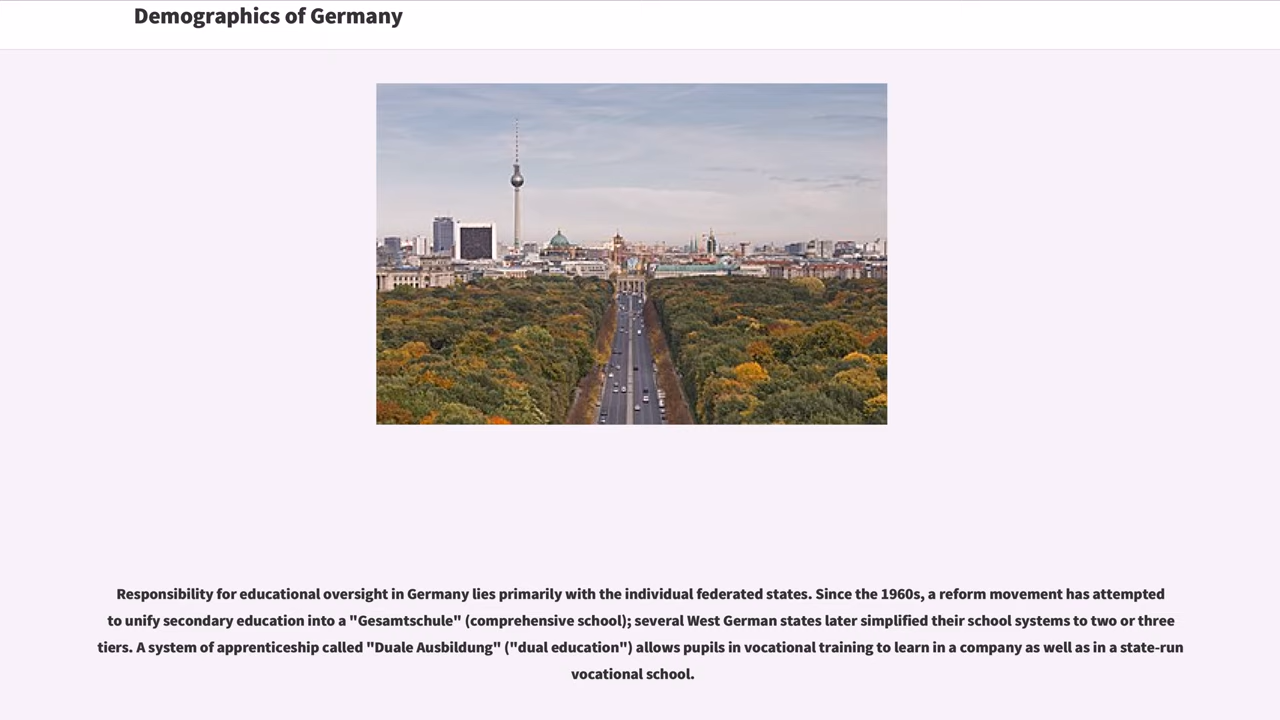 Demographics of Germany
Responsibility for educational oversight in Germany lies primarily with the individual federated states. Since the 1960s, a reform movement has attempted
to unify secondary education into a "Gesamtschule" (comprehensive school); several West German states later simplified their school systems to two or three
tiers. A system of apprenticeship called "Duale Ausbildung" ("dual education") allows pupils in vocational training to learn in a company as well as in a state-run
vocational school.